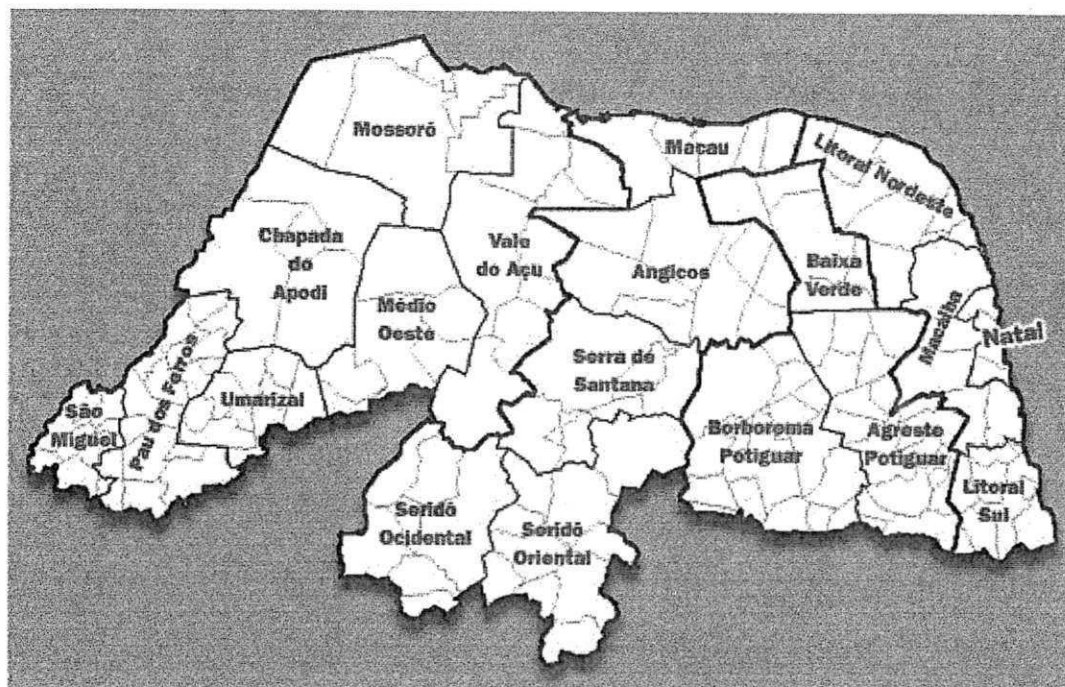 Mossoró
Macau
Litoral Nordeste
Chapada
do
Apodi
Vale
do Açu
Angicos
Baixa
Verde
Médio
Oeste
Macaíba
Natal
Pau dos Ferros
Serra de
Santana
Umarizal
São
Miguel
Borborema
Potiguar
Agreste
Potiguar
Litoral
Sul
Seridó
Ocidental
Seridó
Oriental